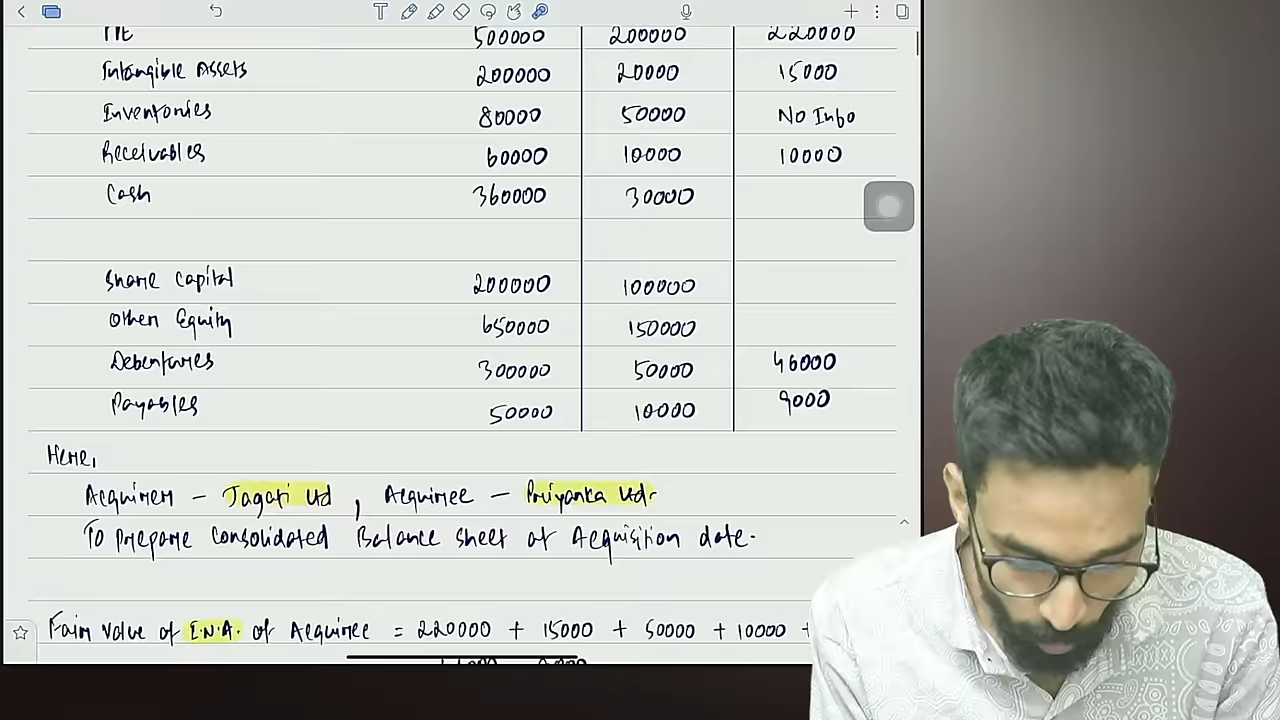 PPE 500000 200000 220000
Intangible Assets 200000 20000 15000
Inventories 80000 50000 No Info
Receivables 60000 10000 10000
Cash 360000 30000
Share Capital 200000 100000
Other Equity 650000 150000
Debentures 300000 50000 46000
Payables 50000 10000 9000
Here,
Acquirer - Jagati Ltd, Acquiree - Priyanka Ltd.
To prepare Consolidated Balance sheet at Acquisition date.
Fair value of I.N.A. of Acquiree = 220000 + 15000 + 50000 + 10000 +